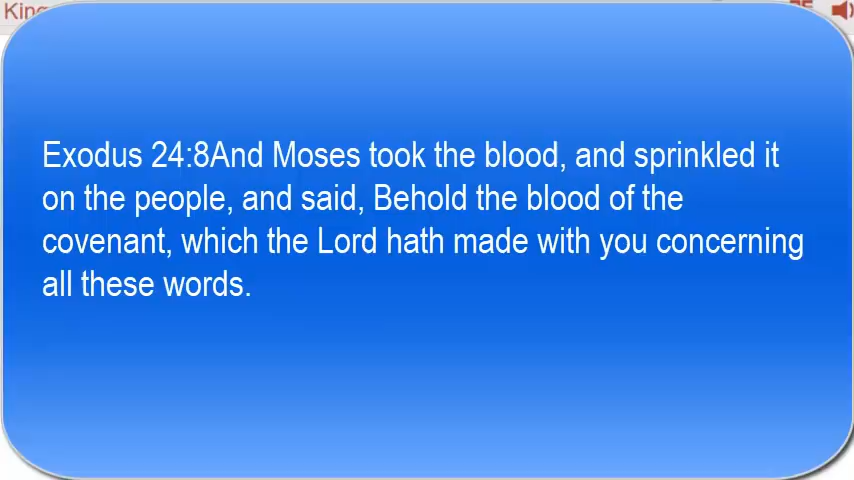 Exodus 24:8And Moses took the blood, and sprinkled it
on the people, and said, Behold the blood of the
covenant, which the Lord hath made with you concerning
all these words.